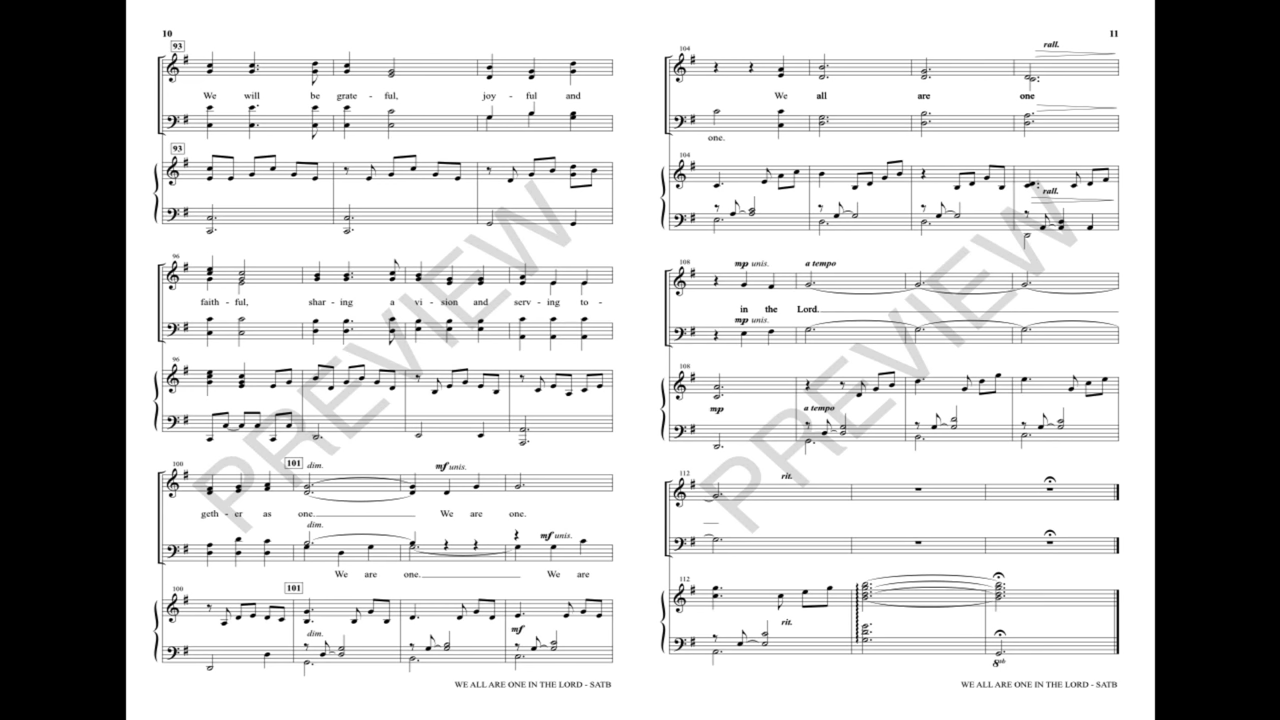 10
93
We will be grate - ful, joy - ful and
93
96
faith - ful, shar - ing a vi - sion and serv - ing to -
96
100
101
dim.
mf unis.
geth - er as one. We are one.
dim.
mf unis.
We are one. We are
100
101
dim.
mf
WE ALL ARE ONE IN THE LORD - SATB
PREVIEW
11
104
rall.
We all are one
one.
104
rall.
108
mp unis.
a tempo
in the Lord.
mp unis.
108
mp
a tempo
112
rit.
112
rit.
8vb
WE ALL ARE ONE IN THE LORD - SATB
PREVIEW